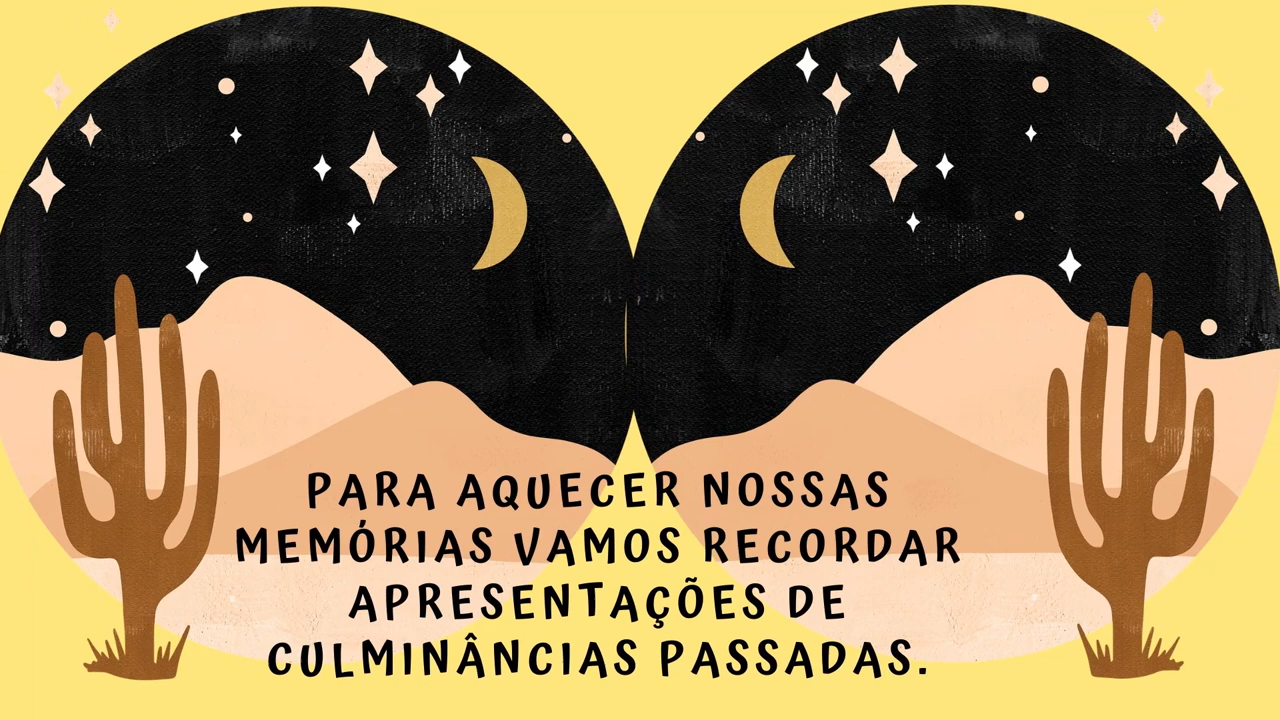 PARA AQUECER NOSSAS
MEMÓRIAS VAMOS RECORDAR
APRESENTAÇÕES DE
CULMINÂNCIAS PASSADAS.